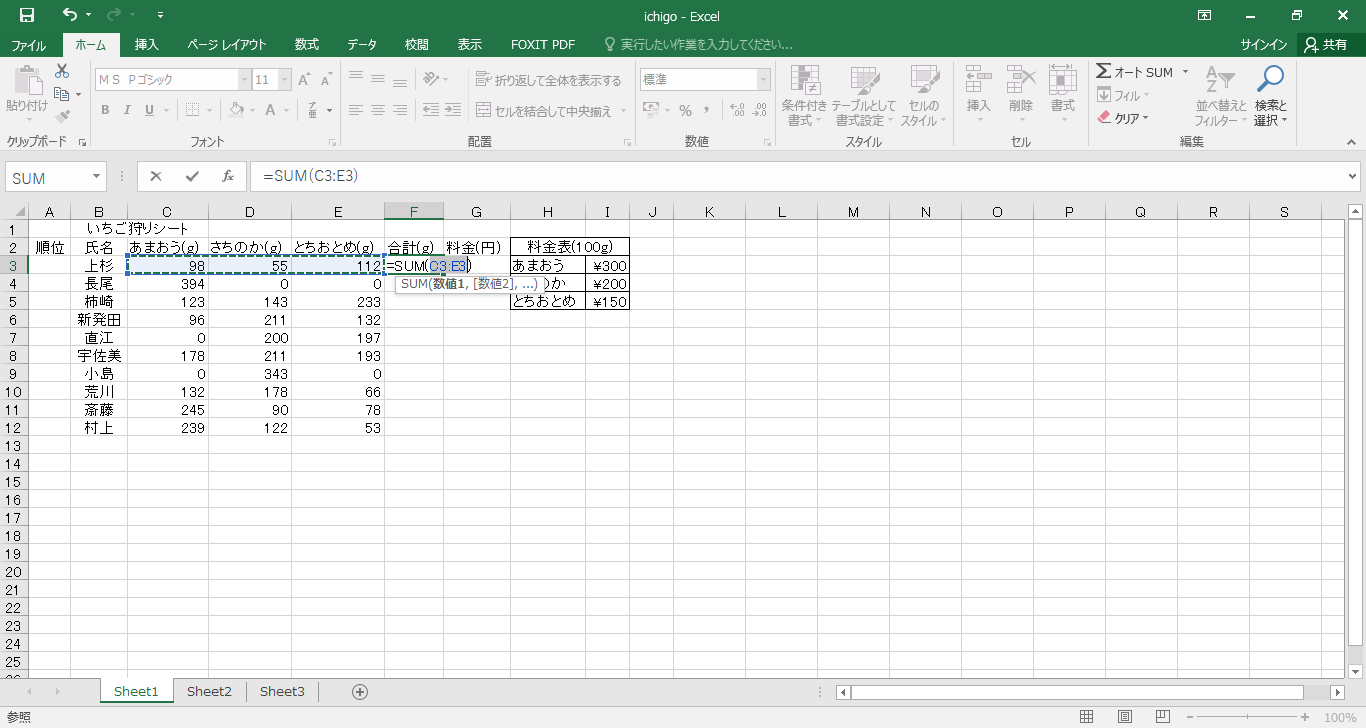 ichigo - Excel
ファイル ホーム 挿入 ページ レイアウト 数式 データ 校閲 表示 FOXIT PDF 実行したい作業を入力してください... サインイン 共有
貼り付け ＭＳ Ｐゴシック 11 折り返して全体を表示する 標準 条件付き書式 テーブルとして書式設定 セルのスタイル 挿入 削除 書式 オート SUM 並べ替えとフィルター 検索と選択
B I U A セルを結合して中央揃え % , フィル
クリア
クリップボード フォント 配置 数値 スタイル セル 編集
SUM fx =SUM(C3:E3)
A B C D E F G H I J K L M N O P Q R S
1 いちご狩りシート
2 順位 氏名 あまおう(g) さちのか(g) とちおとめ(g) 合計(g) 料金(円) 料金表(100g)
3 上杉 98 55 112 =SUM(C3:E3) あまおう ¥300
4 長尾 394 0 0 SUM(数値1, [数値2], ...) か ¥200
5 柿崎 123 143 233 とちおとめ ¥150
6 新発田 96 211 132
7 直江 0 200 197
8 宇佐美 178 211 193
9 小島 0 343 0
10 荒川 132 178 66
11 斎藤 245 90 78
12 村上 239 122 53
13
14
15
16
17
18
19
20
21
22
23
24
25
Sheet1 Sheet2 Sheet3
参照 100%